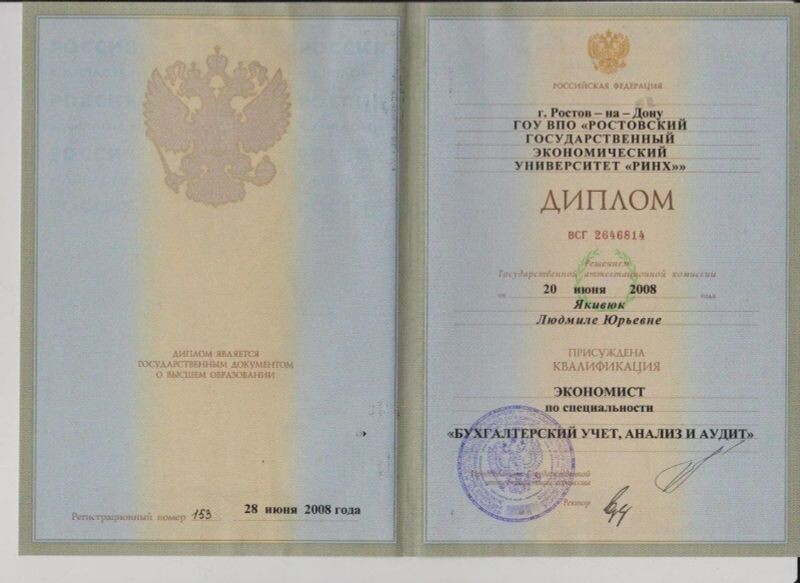 ДИПЛОМ ЯВЛЯЕТСЯ
ГОСУДАРСТВЕННЫМ ДОКУМЕНТОМ
О ВЫСШЕМ ОБРАЗОВАНИИ
Регистрационный номер 153
28 июня 2008 года
РОССИЙСКАЯ ФЕДЕРАЦИЯ
г. Ростов – на – Дону
ГОУ ВПО «РОСТОВСКИЙ
ГОСУДАРСТВЕННЫЙ
ЭКОНОМИЧЕСКИЙ
УНИВЕРСИТЕТ «РИНХ»»
ДИПЛОМ
ВСГ 2646814
Решением
Государственной аттестационной комиссии
от 20 июня 2008 года
Якивюк
Людмиле Юрьевне
ПРИСУЖДЕНА
КВАЛИФИКАЦИЯ
ЭКОНОМИСТ
по специальности
«БУХГАЛТЕРСКИЙ УЧЕТ, АНАЛИЗ И АУДИТ»
Ректор